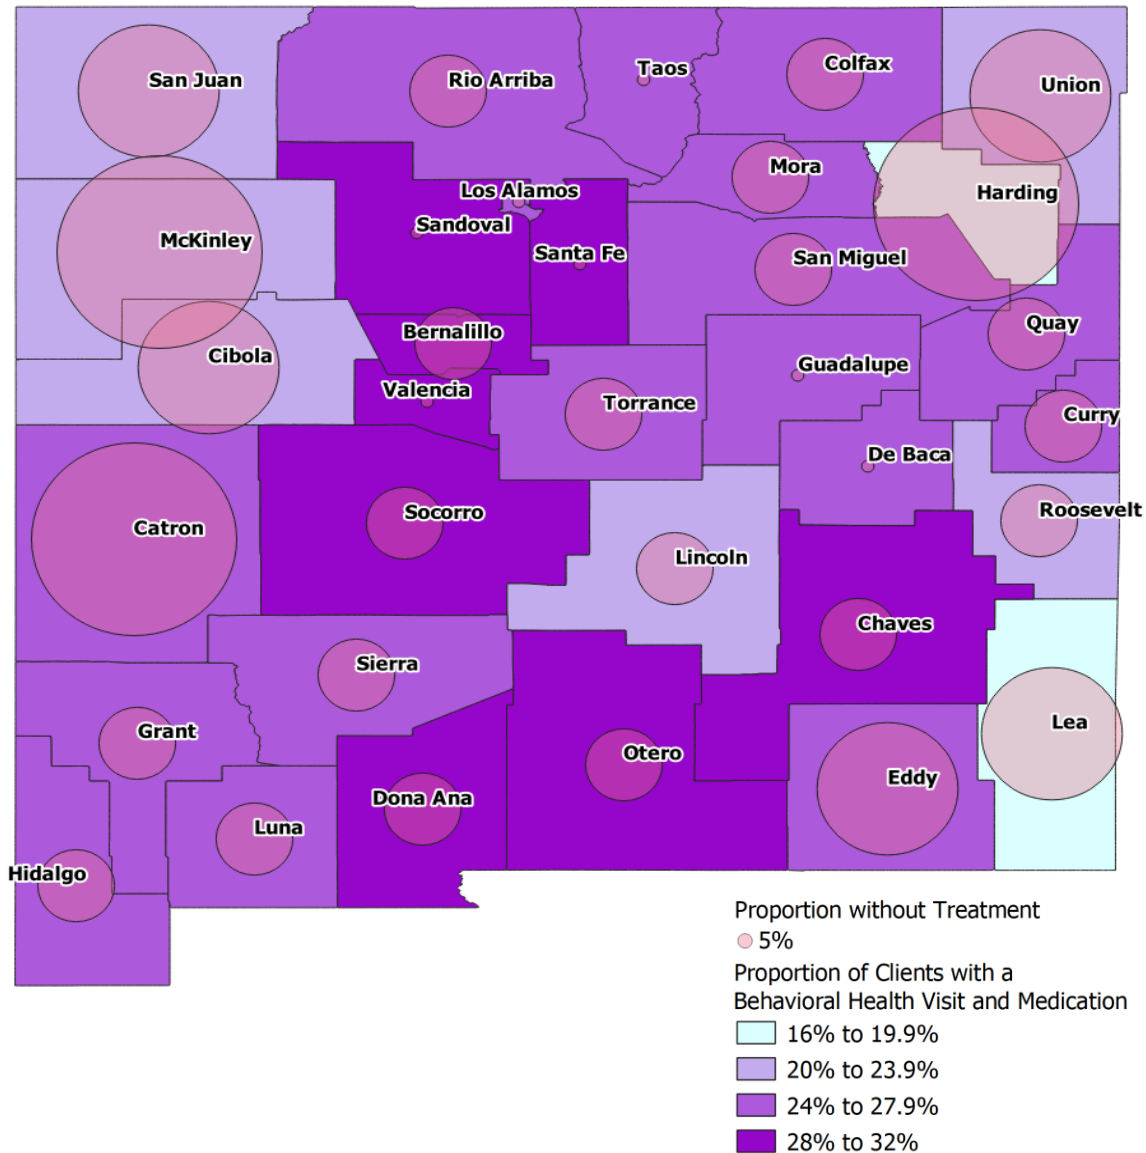 San Juan
Rio Arriba
Taos
Colfax
Union
Mora
Harding
Los Alamos
McKinley
Sandoval
Santa Fe
San Miguel
Bernalillo
Quay
Cibola
Guadalupe
Valencia
Torrance
Curry
De Baca
Catron
Socorro
Roosevelt
Lincoln
Chaves
Sierra
Grant
Lea
Otero
Eddy
Dona Ana
Luna
Hidalgo
Proportion without Treatment
5%
Proportion of Clients with a
Behavioral Health Visit and Medication
16% to 19.9%
20% to 23.9%
24% to 27.9%
28% to 32%